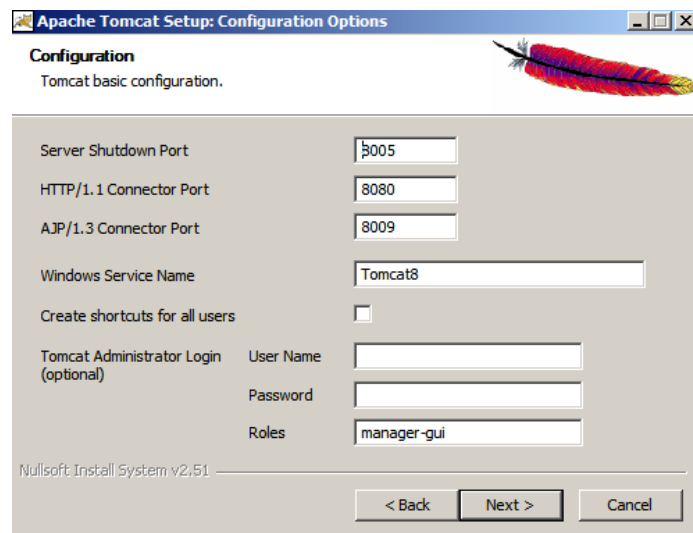 Apache Tomcat Setup: Configuration Options
Configuration
Tomcat basic configuration.
Server Shutdown Port 8005
HTTP/1.1 Connector Port 8080
AJP/1.3 Connector Port 8009
Windows Service Name Tomcat8
Create shortcuts for all users
Tomcat Administrator Login User Name
(optional)
Password
Roles manager-gui
Nullsoft Install System v2.51
< Back Next > Cancel